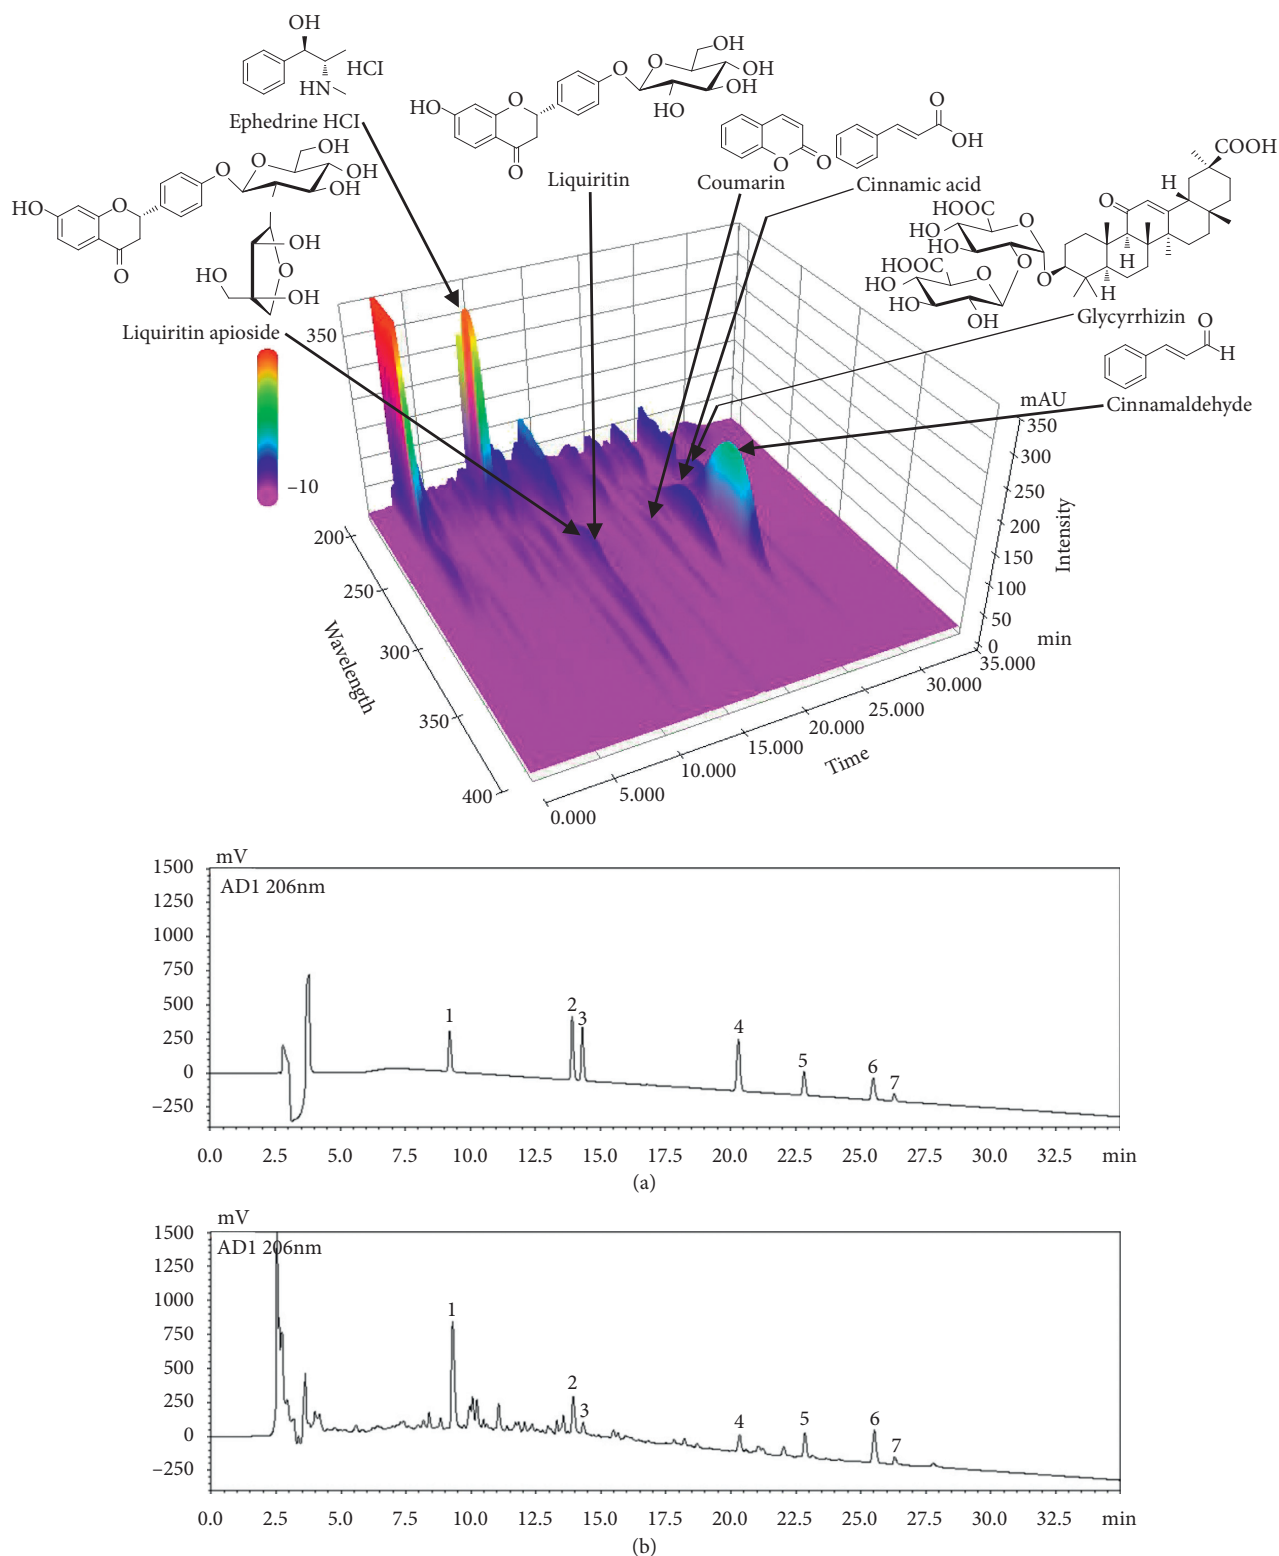 OH
HCl
HN
Ephedrine HCl
HO
O
O
O
O
OH
OH
OH
HO
Liquiritin
O
O
Coumarin
O
OH
Cinnamic acid
COOH
H
O
HOOC
O
HO
HO
O
O
H
H
HOOC
O
HO
HO
OH
Glycyrrhizin
O
H
Cinnamaldehyde
HO
O
O
O
O
OH
OH
OH
OH
O
HO
OH
Liquiritin apioside
350
−10
mAU
350
300
250
200
150
100
50
0
Intensity
min
200
250
300
350
400
Wavelength
0.000
5.000
10.000
15.000
20.000
25.000
30.000
35.000
Time
mV
AD1 206nm
1500
1250
1000
750
500
250
0
−250
1 2 3 4 5 6 7
0.0 2.5 5.0 7.5 10.0 12.5 15.0 17.5 20.0 22.5 25.0 27.5 30.0 32.5 min
(a)
mV
AD1 206nm
1500
1250
1000
750
500
250
0
−250
1 2 3 4 5 6 7
0.0 2.5 5.0 7.5 10.0 12.5 15.0 17.5 20.0 22.5 25.0 27.5 30.0 32.5 min
(b)